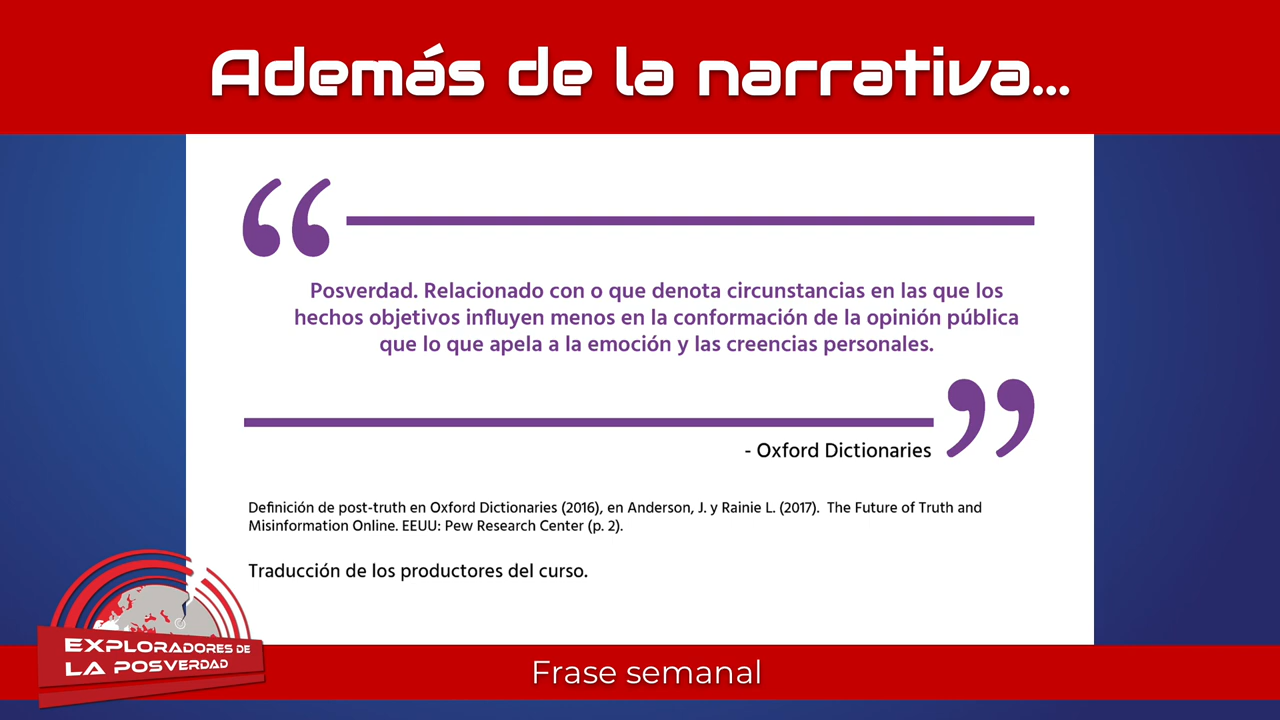 Además de la narrativa...
“
Posverdad. Relacionado con o que denota circunstancias en las que los
hechos objetivos influyen menos en la conformación de la opinión pública
que lo que apela a la emoción y las creencias personales.
”
- Oxford Dictionaries
Definición de post-truth en Oxford Dictionaries (2016), en Anderson, J. y Rainie L. (2017).  The Future of Truth and
Misinformation Online. EEUU: Pew Research Center (p. 2).
Traducción de los productores del curso.
EXPLORADORES DE
LA POSVERDAD
Frase semanal